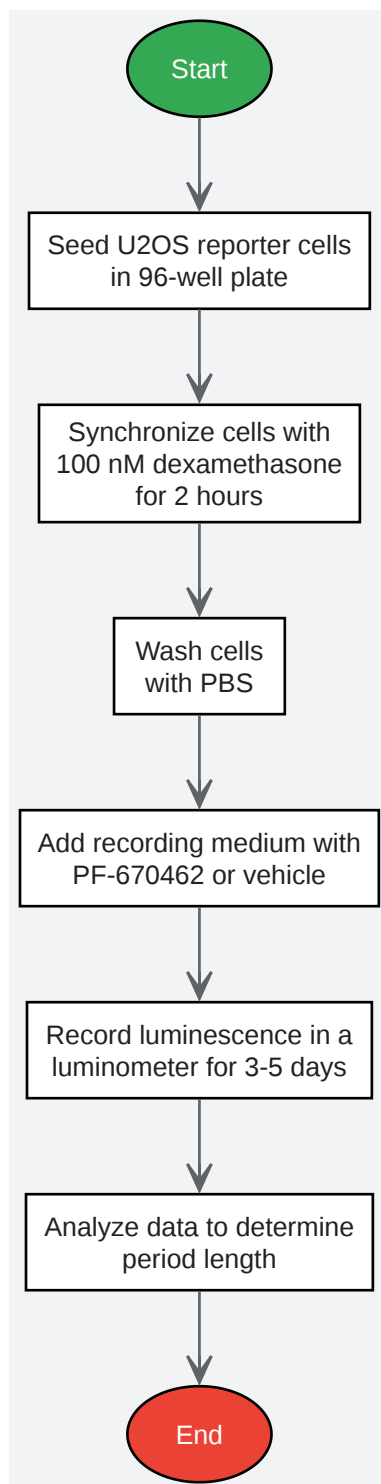 Start
Seed U2OS reporter cells
in 96-well plate
Synchronize cells with
100 nM dexamethasone
for 2 hours
Wash cells
with PBS
Add recording medium with
PF-670462 or vehicle
Record luminescence in a
luminometer for 3-5 days
Analyze data to determine
period length
End